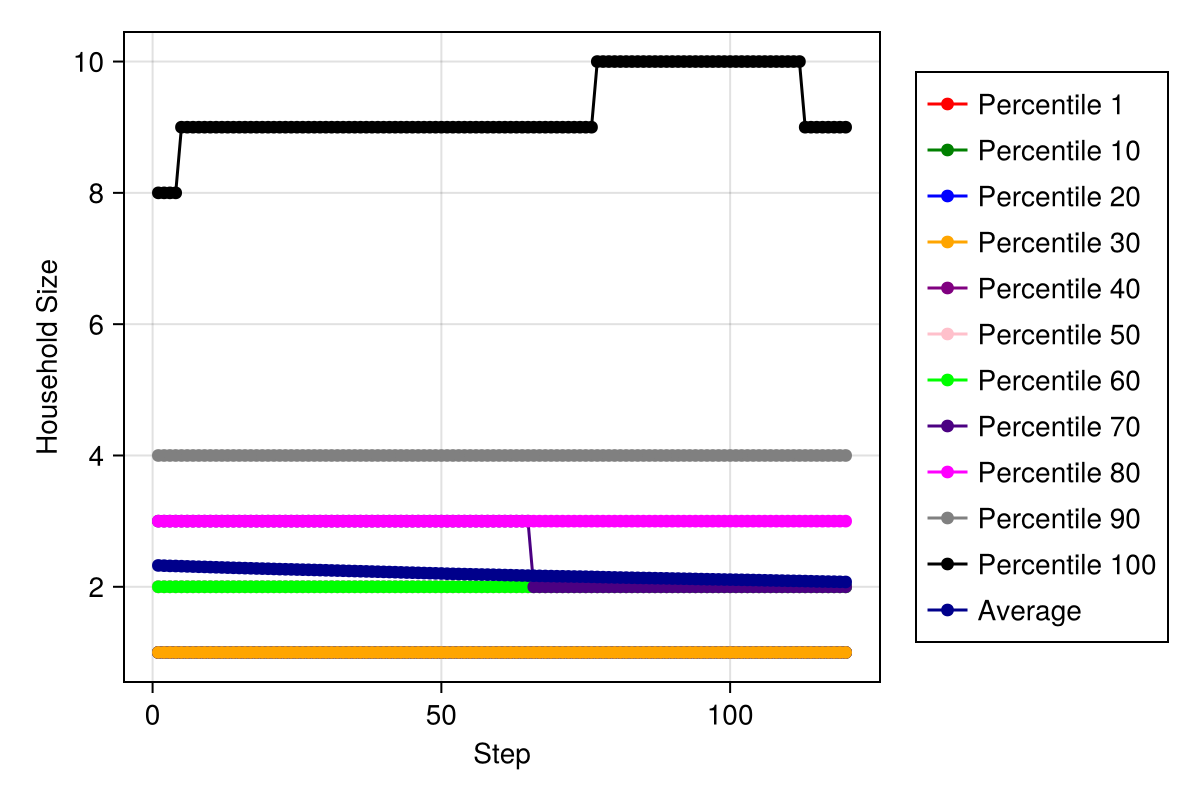 10
8
6
4
2
Household Size
0
50
100
Step
Percentile 1
Percentile 10
Percentile 20
Percentile 30
Percentile 40
Percentile 50
Percentile 60
Percentile 70
Percentile 80
Percentile 90
Percentile 100
Average